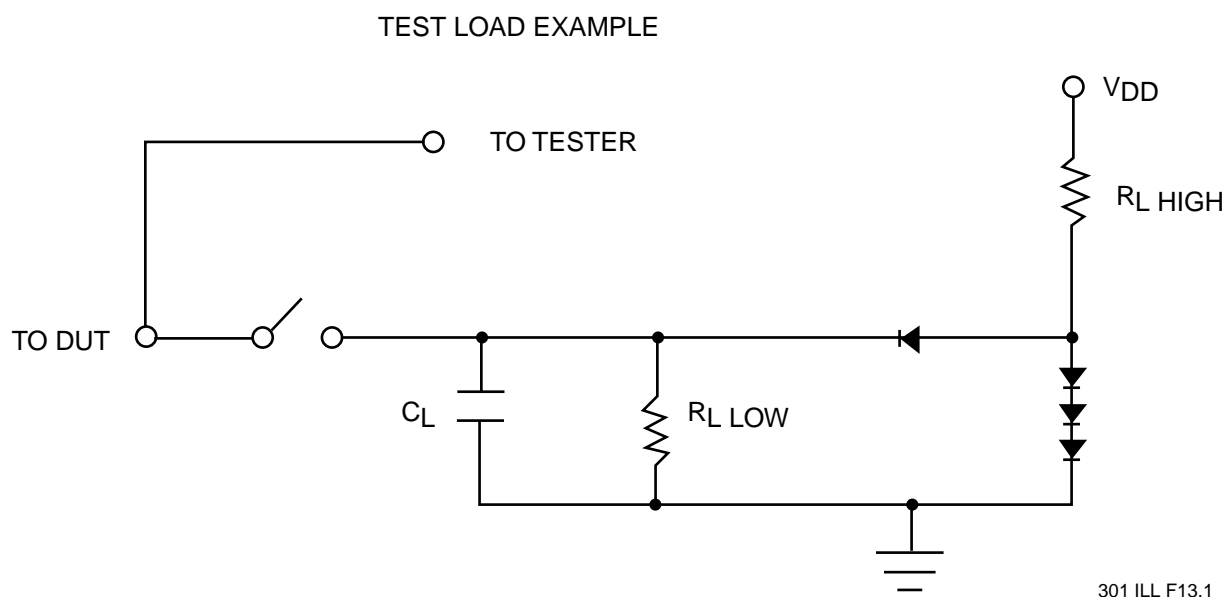 TEST LOAD EXAMPLE
VDD
TO TESTER
RL HIGH
TO DUT
CL
RL LOW
301 ILL F13.1